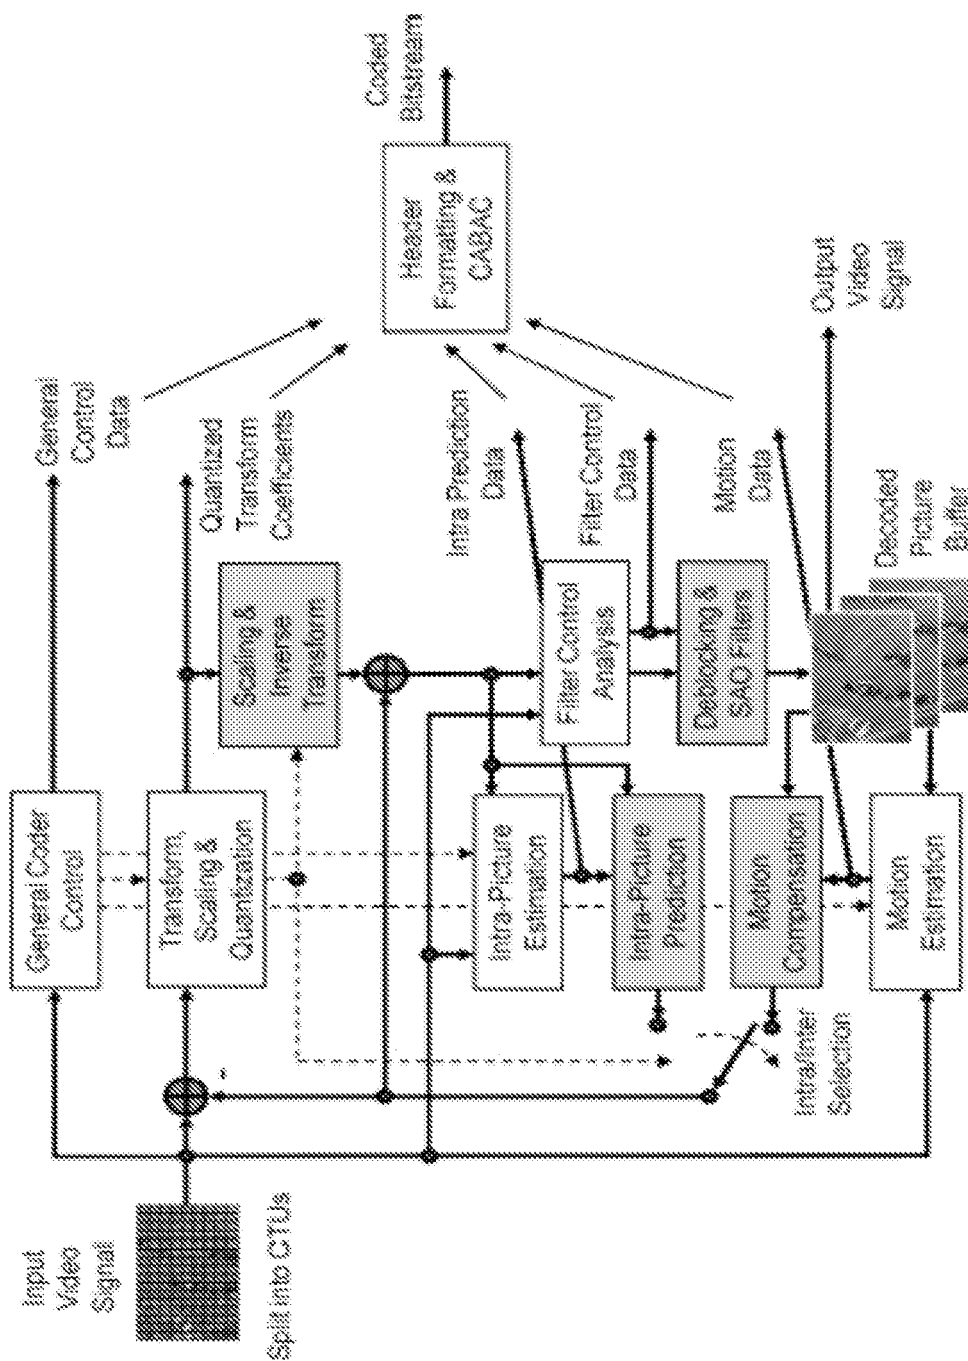 Input
Video
Signal
Split into CTUs
General Coder
Control
Transform,
Scaling &
Quantization
General
Control
Data
Quantized
Transform
Coefficients
Scaling &
Inverse
Transform
Header
Formatting &
CABAC
Coded
Bitstream
-
Intra-Picture
Estimation
Intra-Picture
Prediction
Motion
Compensation
Motion
Estimation
Intra/Inter
Selection
Filter Control
Analysis
Deblocking &
SAO Filters
Intra Prediction
Data
Filter Control
Data
Motion
Data
Output
Video
Signal
Decoded
Picture
Buffer